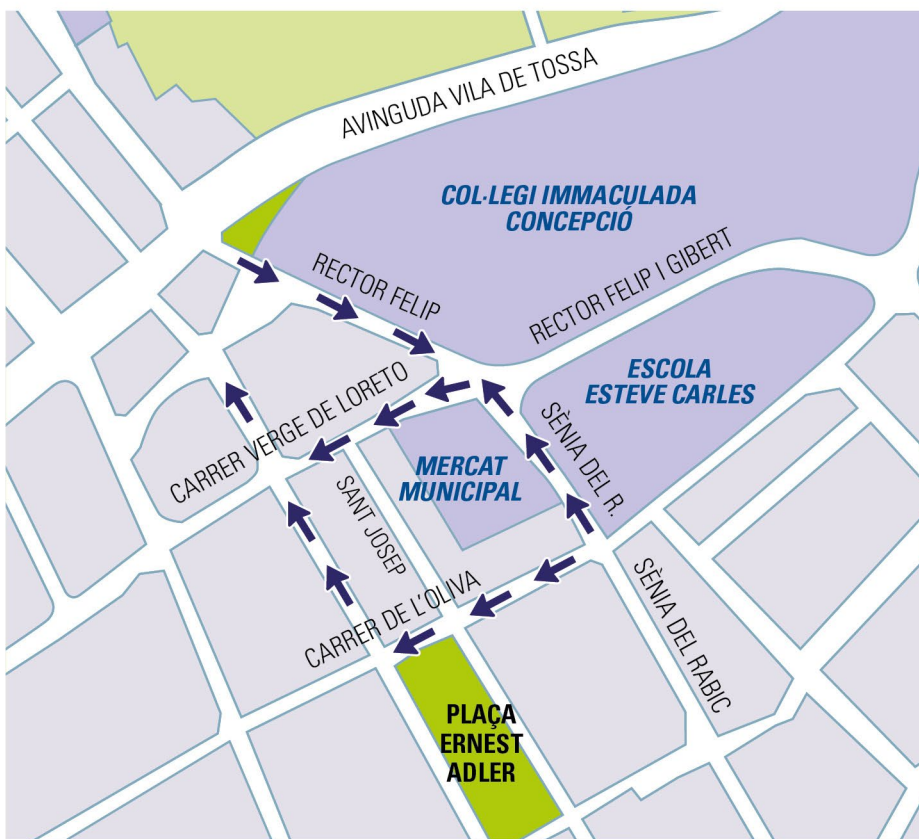 AVINGUDA VILA DE TOSSA
COL·LEGI IMMACULADA
CONCEPCIÓ
RECTOR FELIP
RECTOR FELIP I GIBERT
ESCOLA
ESTEVE CARLES
CARRER VERGE DE LORETO
SÈNIA DEL R.
MERCAT
MUNICIPAL
SANT JOSEP
CARRER DE L'OLIVA
SÈNIA DEL RABIC
PLAÇA
ERNEST
ADLER